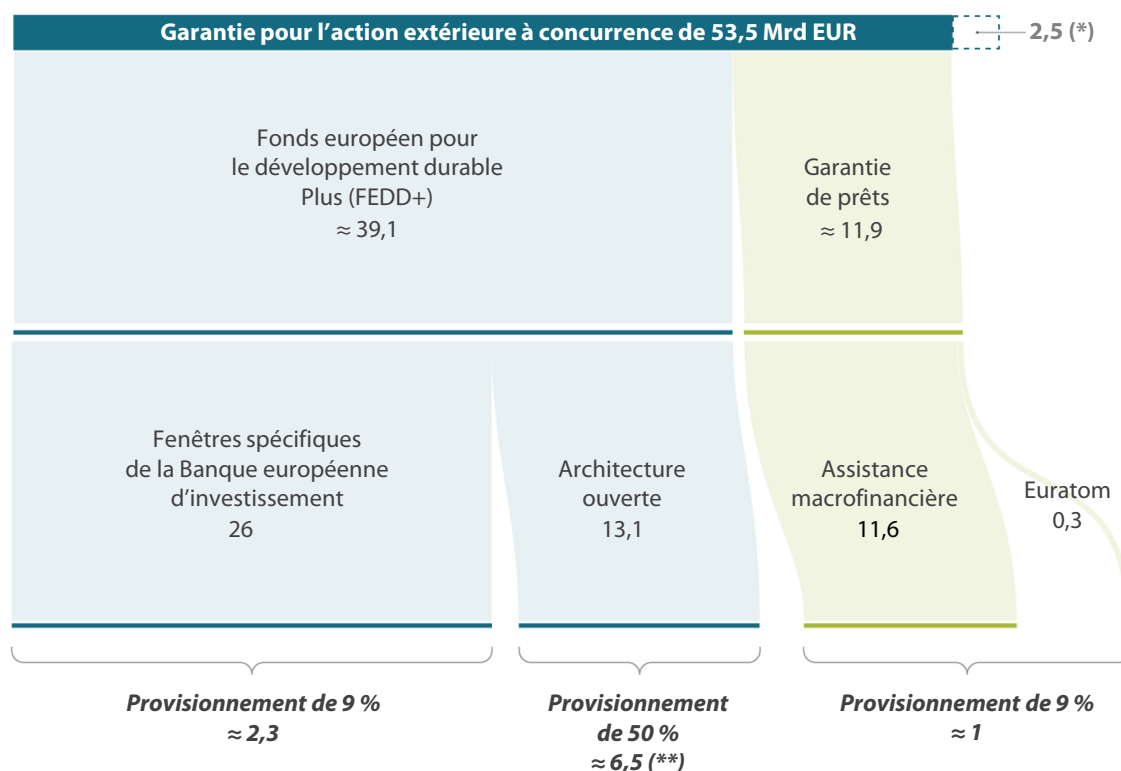 Garantie pour l’action extérieure à concurrence de 53,5 Mrd EUR
2,5 (*)
Fonds européen pour
le développement durable
Plus (FEDD+)
≈ 39,1
Garantie
de prêts
≈ 11,9
Fenêtres spécifiques
de la Banque européenne
d’investissement
26
Architecture
ouverte
13,1
Assistance
macrofinancière
11,6
Euratom
0,3
Provisionnement de 9 %
≈ 2,3
Provisionnement
de 50 %
≈ 6,5 (**)
Provisionnement de 9 %
≈ 1